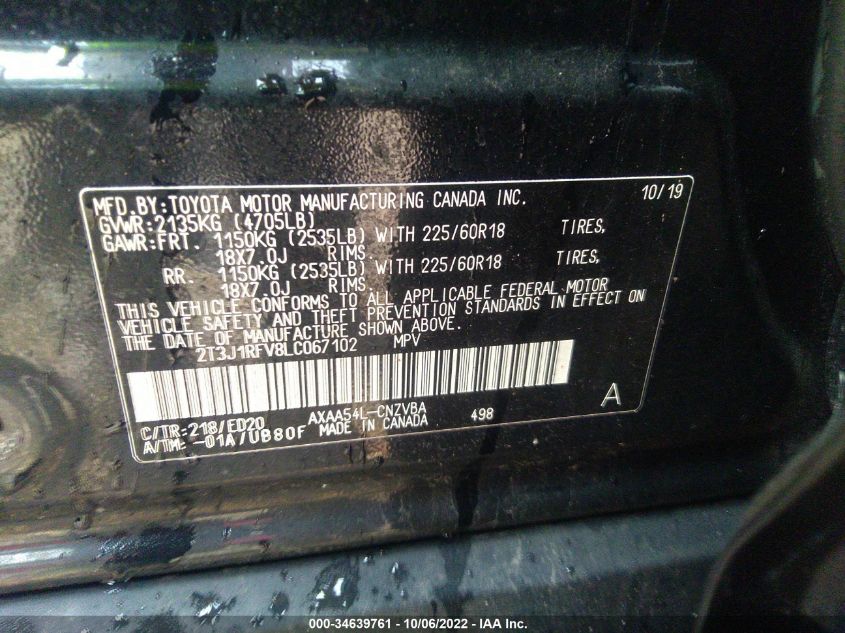 MFD. BY: TOYOTA MOTOR MANUFACTURING CANADA INC. 10/19
GVWR: 2135KG (4705LB)
GAWR: FRT. 1150KG (2535LB) WITH 225/60R18 TIRES,
18X7.0J RIMS.
RR. 1150KG (2535LB) WITH 225/60R18 TIRES,
18X7.0J RIMS.
THIS VEHICLE CONFORMS TO ALL APPLICABLE FEDERAL MOTOR
VEHICLE SAFETY AND THEFT PREVENTION STANDARDS IN EFFECT ON
THE DATE OF MANUFACTURE SHOWN ABOVE.
2T3J1RFV8LC067102 MPV
A
C/TR: 218/ED20 AXAA54L-CNZVBA 498
A/TM: -01A/UB80F MADE IN CANADA
000-34639761 - 10/06/2022 - IAA Inc.